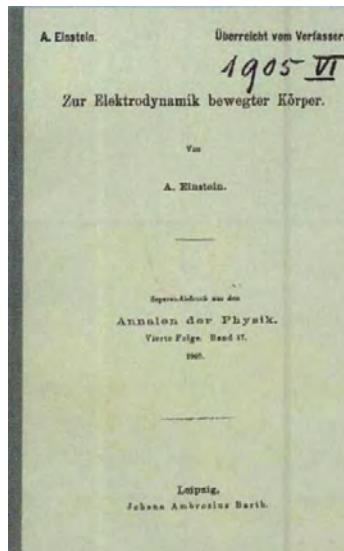 A. Einstein. Überreicht vom Verfasser
1905 VI
Zur Elektrodynamik bewegter Körper.
Von
A. Einstein.
Separat-Abdruck aus den
Annalen der Physik.
Vierte Folge. Band 17.
1905.
Leipzig,
Johann Ambrosius Barth.